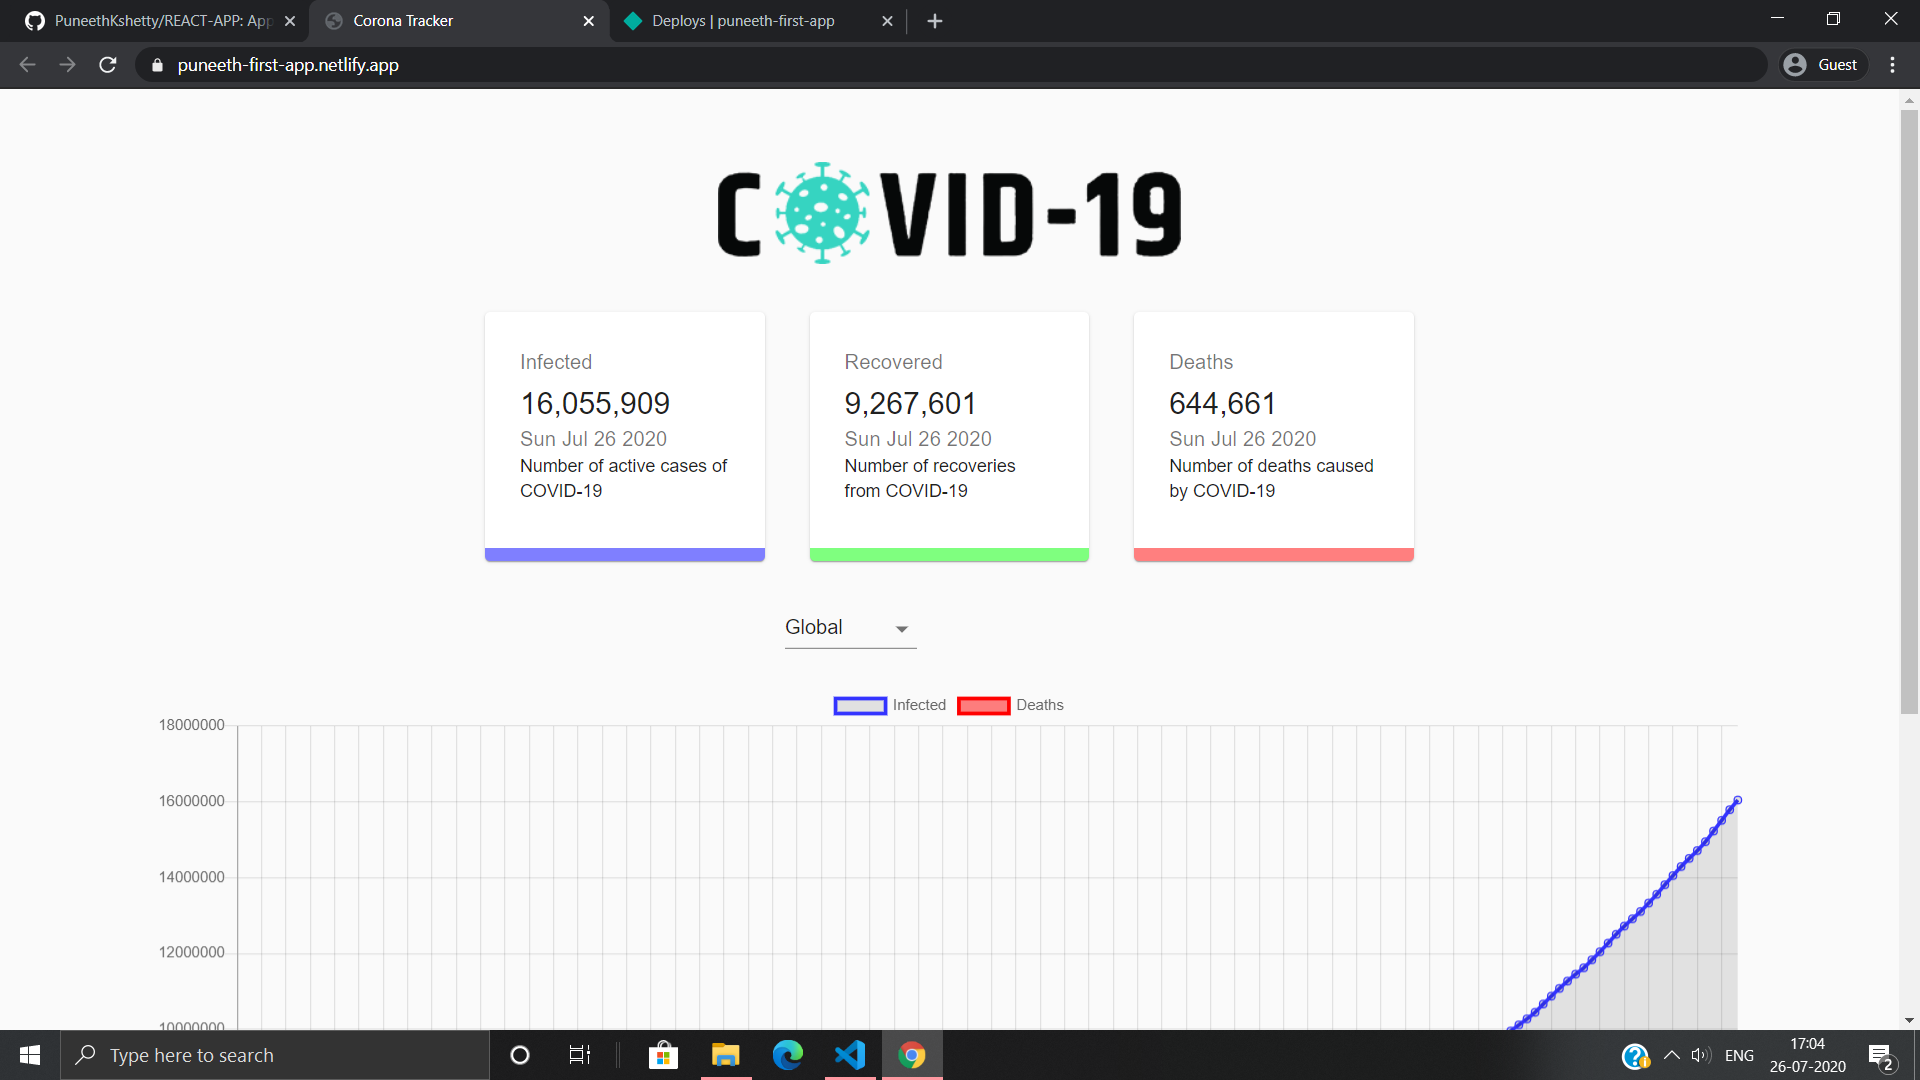 PuneethKshetty/REACT-APP: App
Corona Tracker
Deploys | puneeth-first-app
puneeth-first-app.netlify.app
Guest
COVID-19
Infected
16,055,909
Sun Jul 26 2020
Number of active cases of
COVID-19
Recovered
9,267,601
Sun Jul 26 2020
Number of recoveries
from COVID-19
Deaths
644,661
Sun Jul 26 2020
Number of deaths caused
by COVID-19
Global
Infected
Deaths
18000000
16000000
14000000
12000000
10000000
Type here to search
ENG
17:04
26-07-2020
2